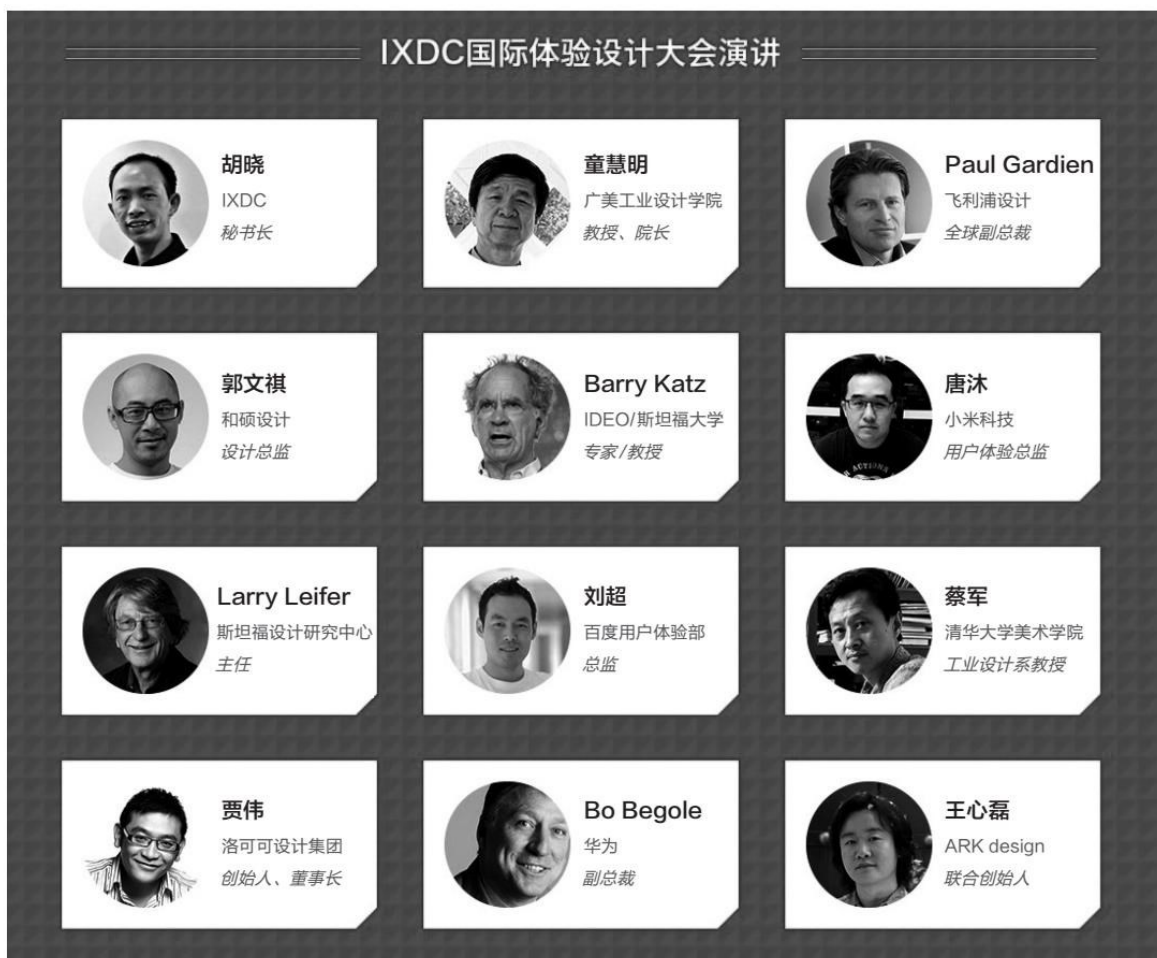 IXDC国际体验设计大会演讲
胡晓
IXDC
秘书长
童慧明
广美工业设计学院
教授、院长
Paul Gardien
飞利浦设计
全球副总裁
郭文祺
和硕设计
设计总监
Barry Katz
IDEO/斯坦福大学
专家/教授
唐沐
小米科技
用户体验总监
Larry Leifer
斯坦福设计研究中心
主任
刘超
百度用户体验部
总监
蔡军
清华大学美术学院
工业设计系教授
贾伟
洛可可设计集团
创始人、董事长
Bo Begole
华为
副总裁
王心磊
ARK design
联合创始人